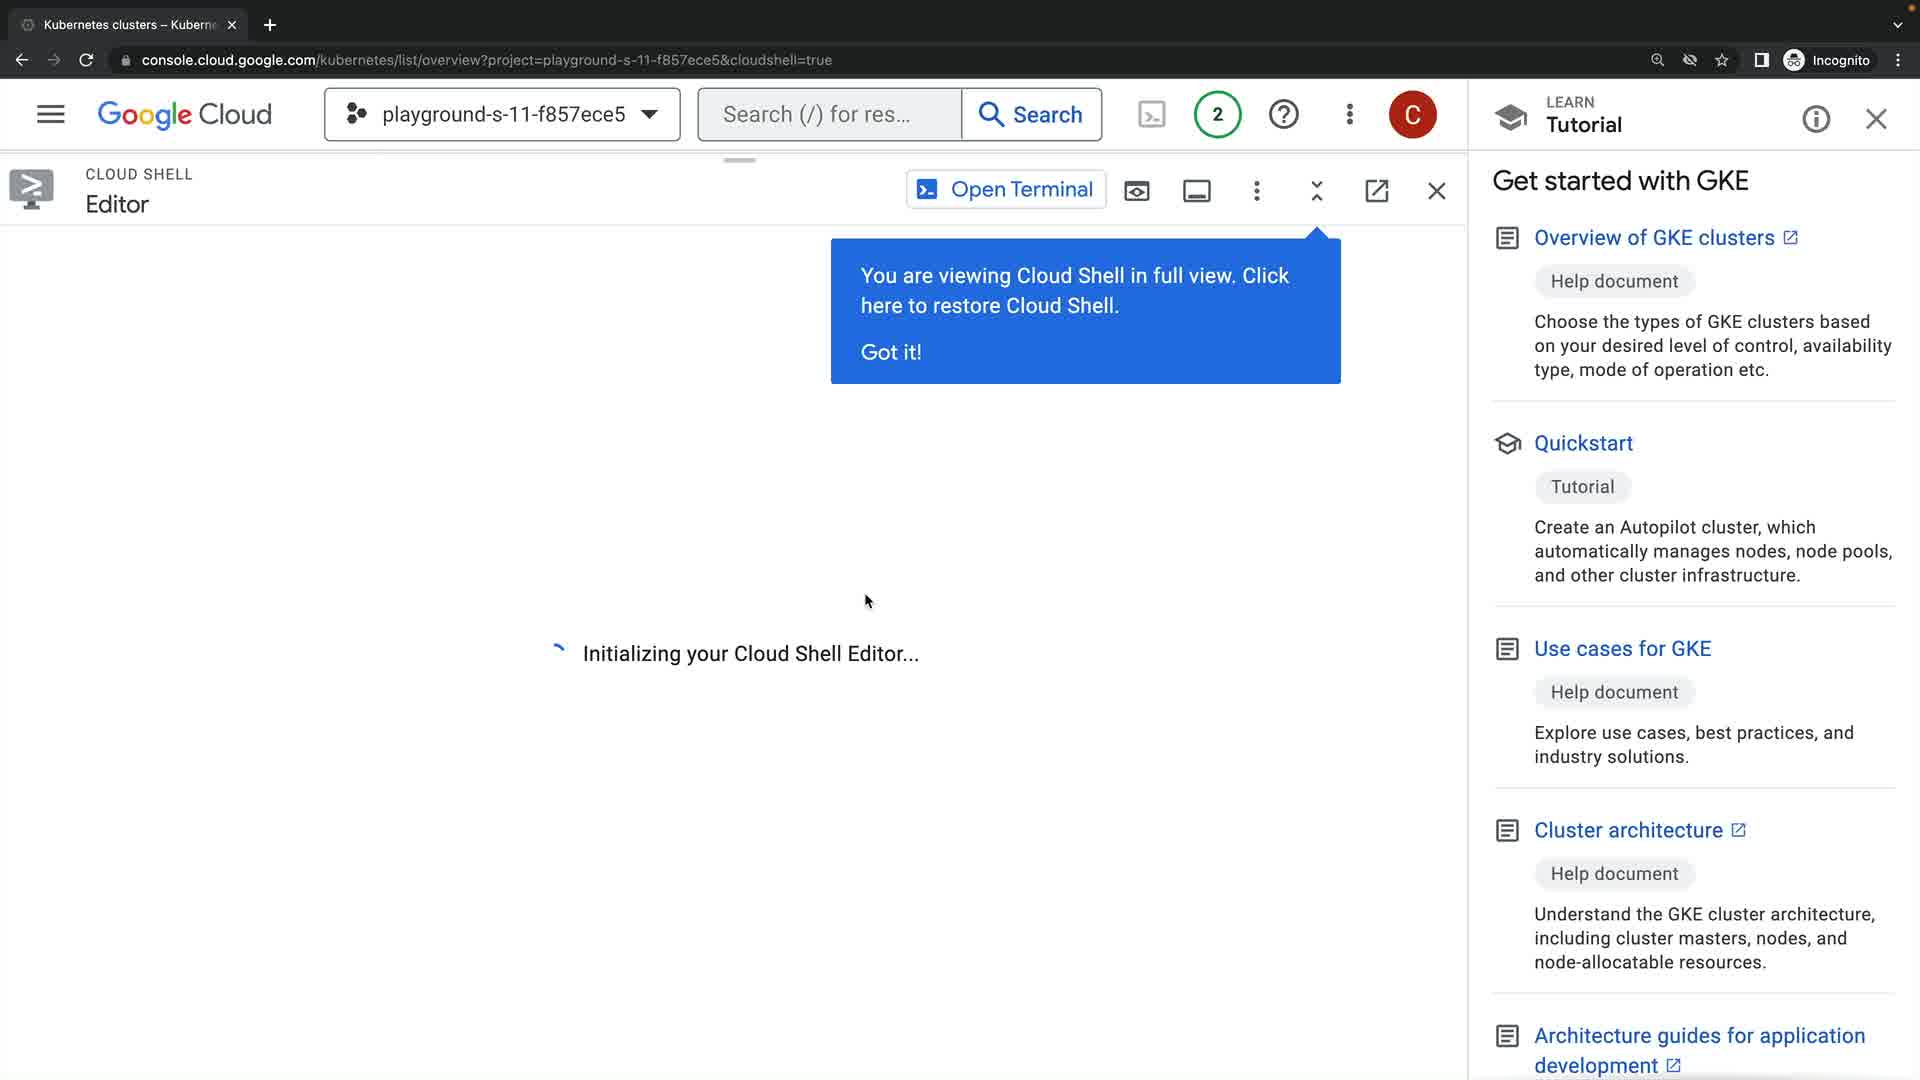 Kubernetes clusters – Kuberne
console.cloud.google.com/kubernetes/list/overview?project=playground-s-11-f857ece5&cloudshell=true
Incognito
Google Cloud
playground-s-11-f857ece5
Search (/) for res...
Search
2
C
CLOUD SHELL
Editor
Open Terminal
You are viewing Cloud Shell in full view. Click
here to restore Cloud Shell.
Got it!
Initializing your Cloud Shell Editor...
LEARN
Tutorial
Get started with GKE
Overview of GKE clusters
Help document
Choose the types of GKE clusters based
on your desired level of control, availability
type, mode of operation etc.
Quickstart
Tutorial
Create an Autopilot cluster, which
automatically manages nodes, node pools,
and other cluster infrastructure.
Use cases for GKE
Help document
Explore use cases, best practices, and
industry solutions.
Cluster architecture
Help document
Understand the GKE cluster architecture,
including cluster masters, nodes, and
node-allocatable resources.
Architecture guides for application
development